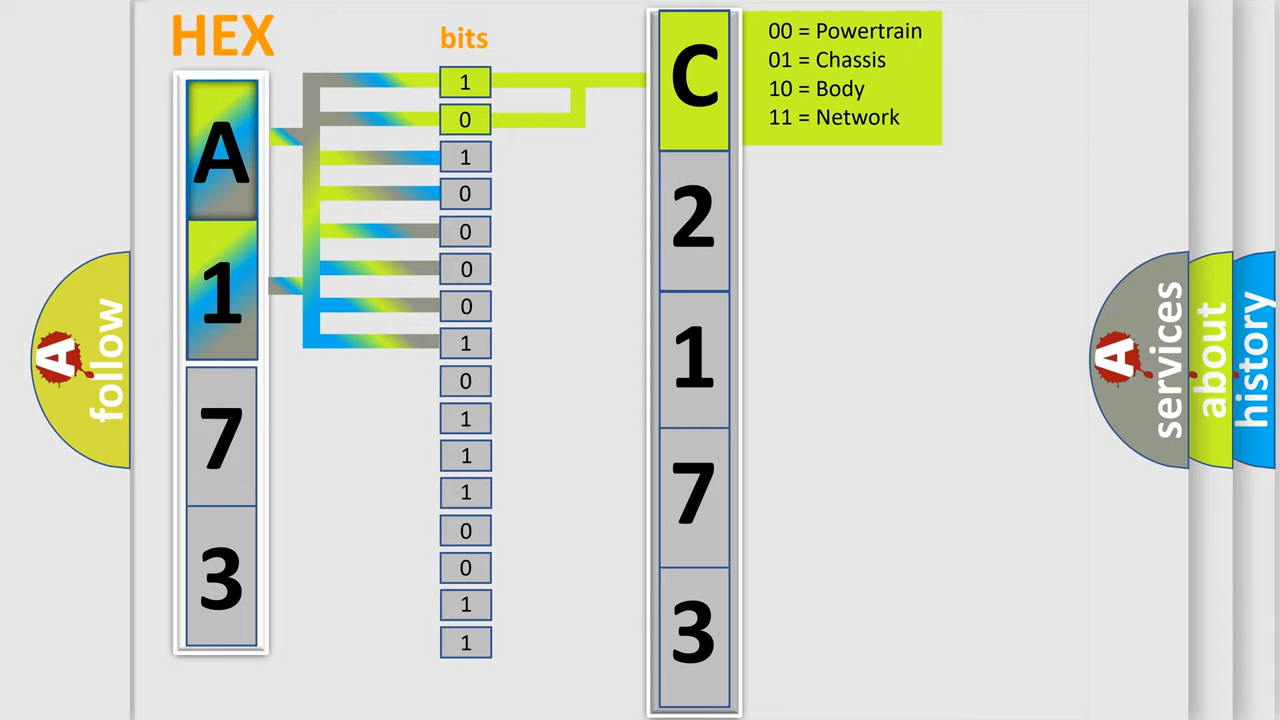 HEX
bits
A
1
7
3
1
0
1
0
0
0
0
1
0
1
1
1
0
0
1
1
C
2
1
7
3
00 = Powertrain
01 = Chassis
10 = Body
11 = Network
A
follow
A
services
about
history